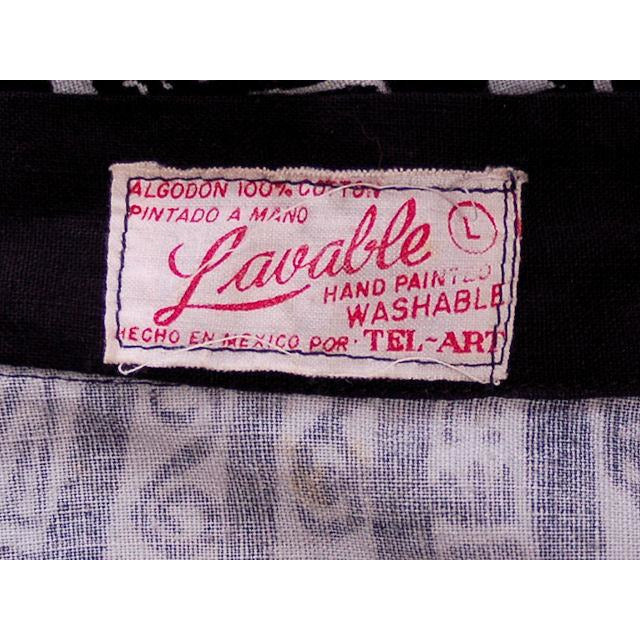 ALGODON 100% COTTON
PINTADO A MANO
Lavable L
HAND PAINTED
WASHABLE
HECHO EN MEXICO POR· TEL-ART